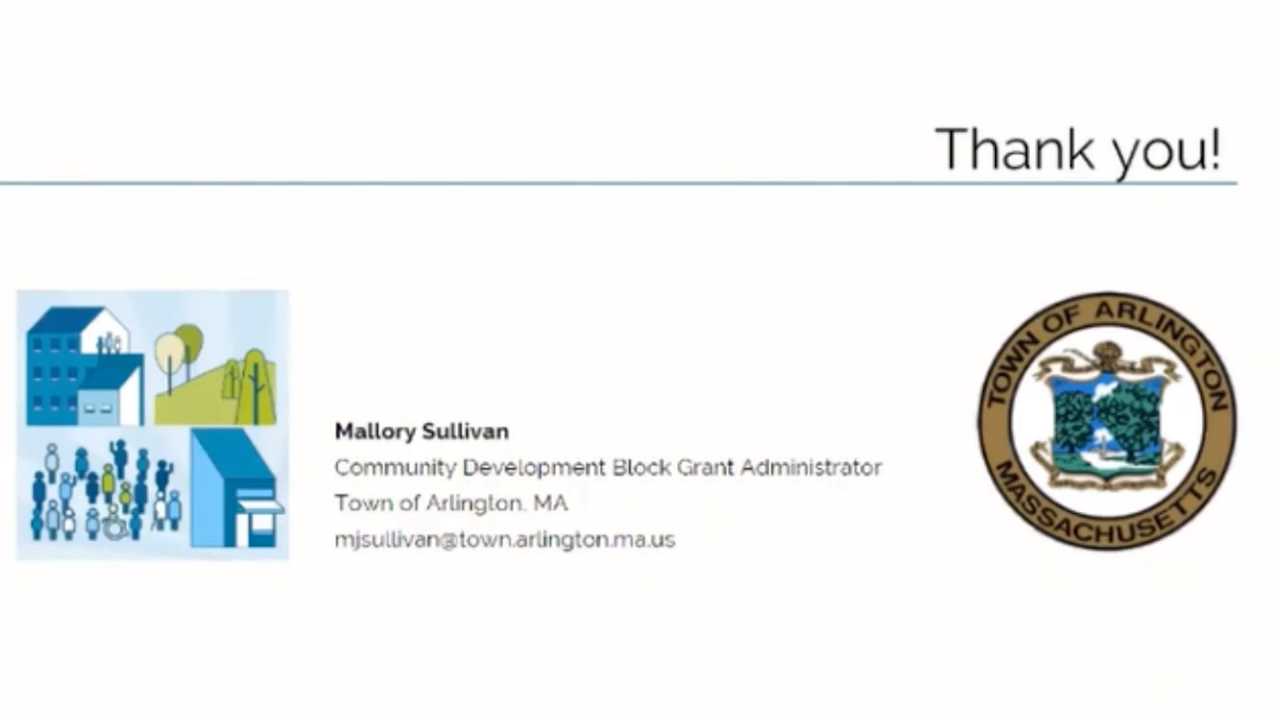 Thank you!
Mallory Sullivan
Community Development Block Grant Administrator
Town of Arlington, MA
mjsullivan@town.arlington.ma.us
TOWN OF ARLINGTON
MASSACHUSETTS